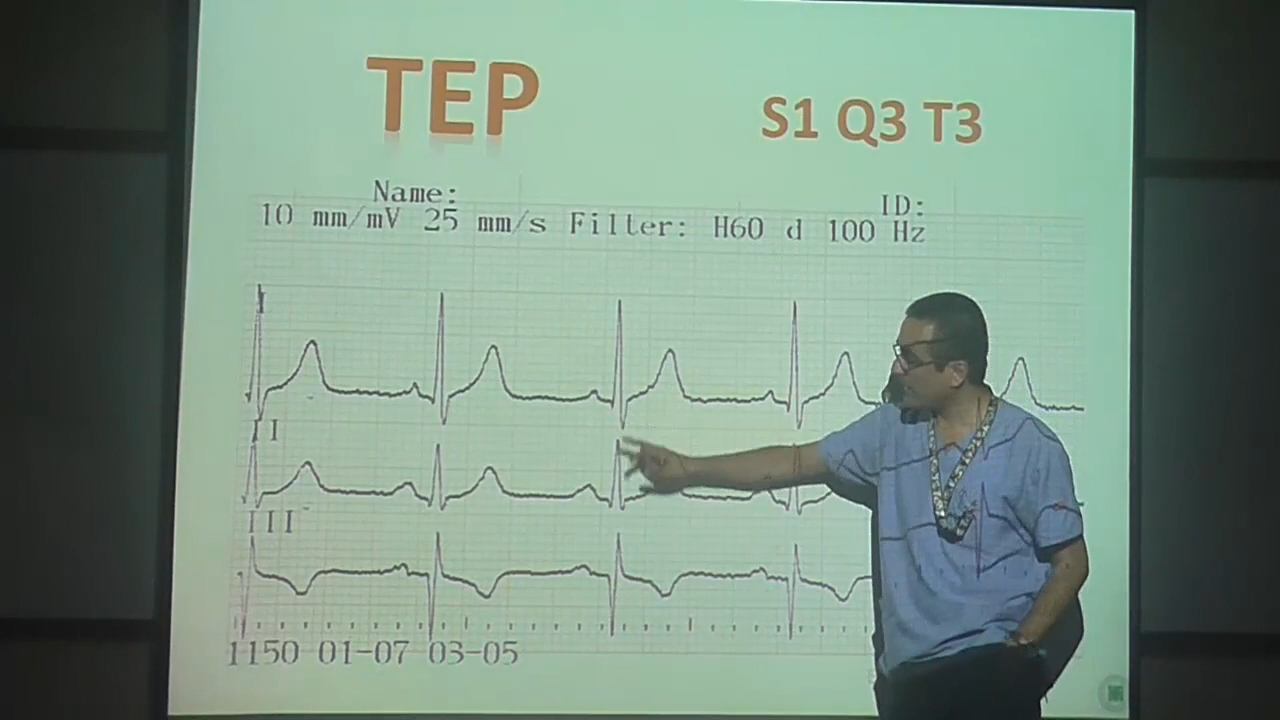 TEP
S1 Q3 T3
Name:
ID:
10 mm/mV 25 mm/s Filter: H60 d 100 Hz
I
II
III
1150 01-07 03-05